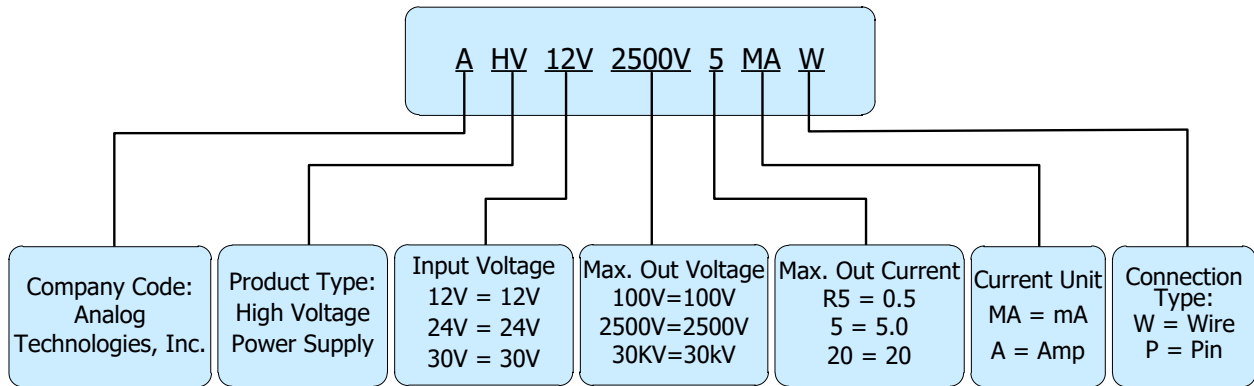 A HV 12V 2500V 5 MA W
Company Code:
Analog
Technologies, Inc.
Product Type:
High Voltage
Power Supply
Input Voltage
12V = 12V
24V = 24V
30V = 30V
Max. Out Voltage
100V=100V
2500V=2500V
30KV=30kV
Max. Out Current
R5 = 0.5
5 = 5.0
20 = 20
Current Unit
MA = mA
A = Amp
Connection
Type:
W = Wire
P = Pin